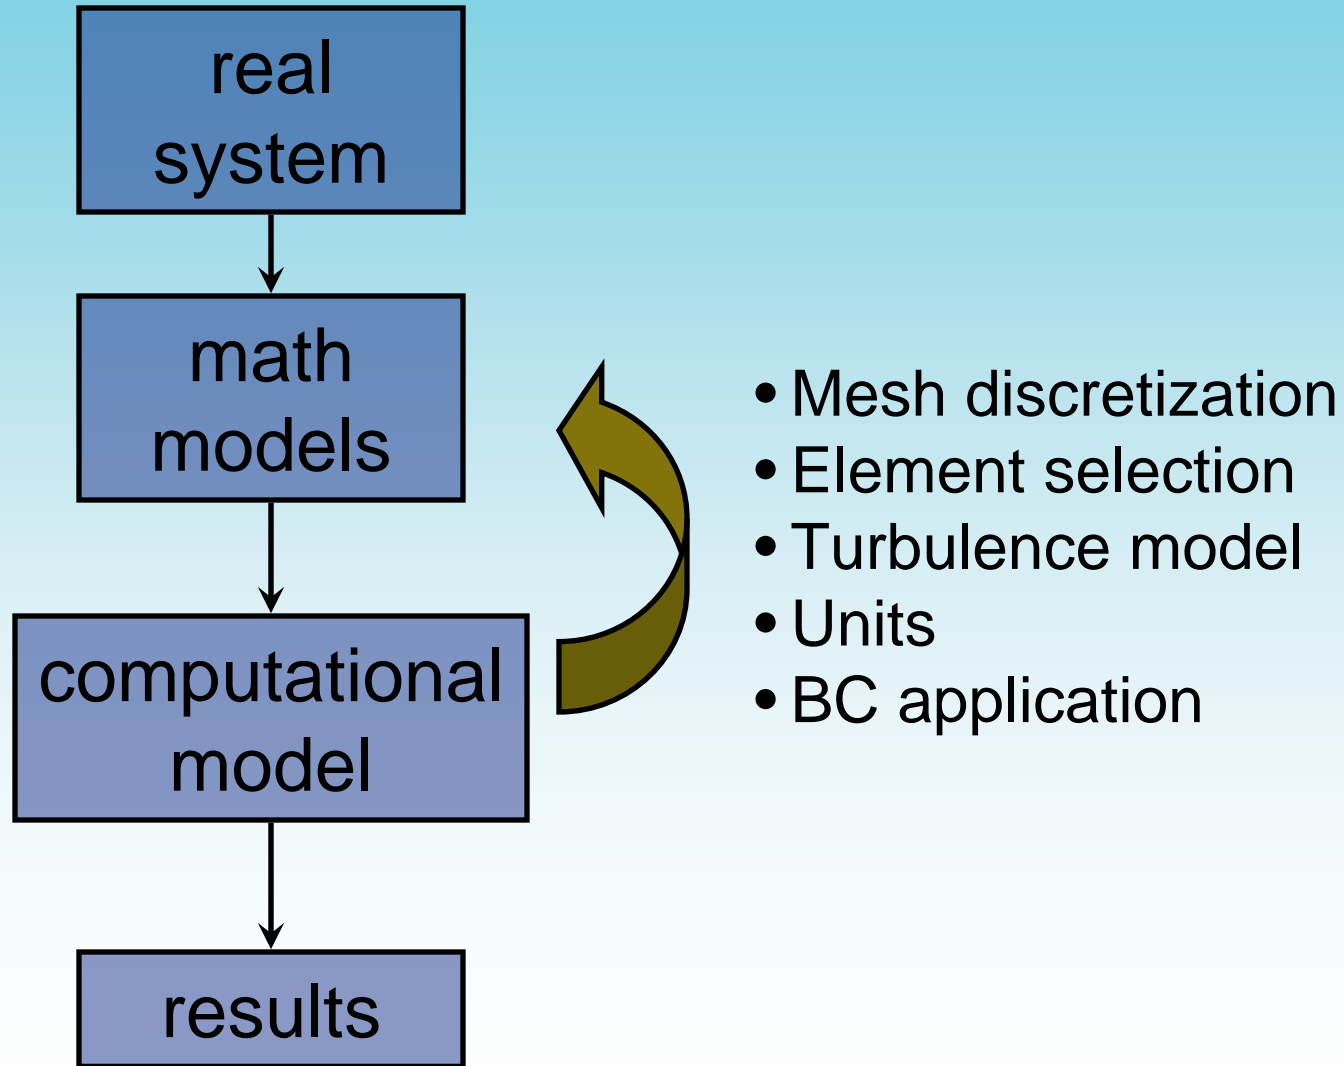 real
system
math
models
computational
model
results
• Mesh discretization
• Element selection
• Turbulence model
• Units
• BC application